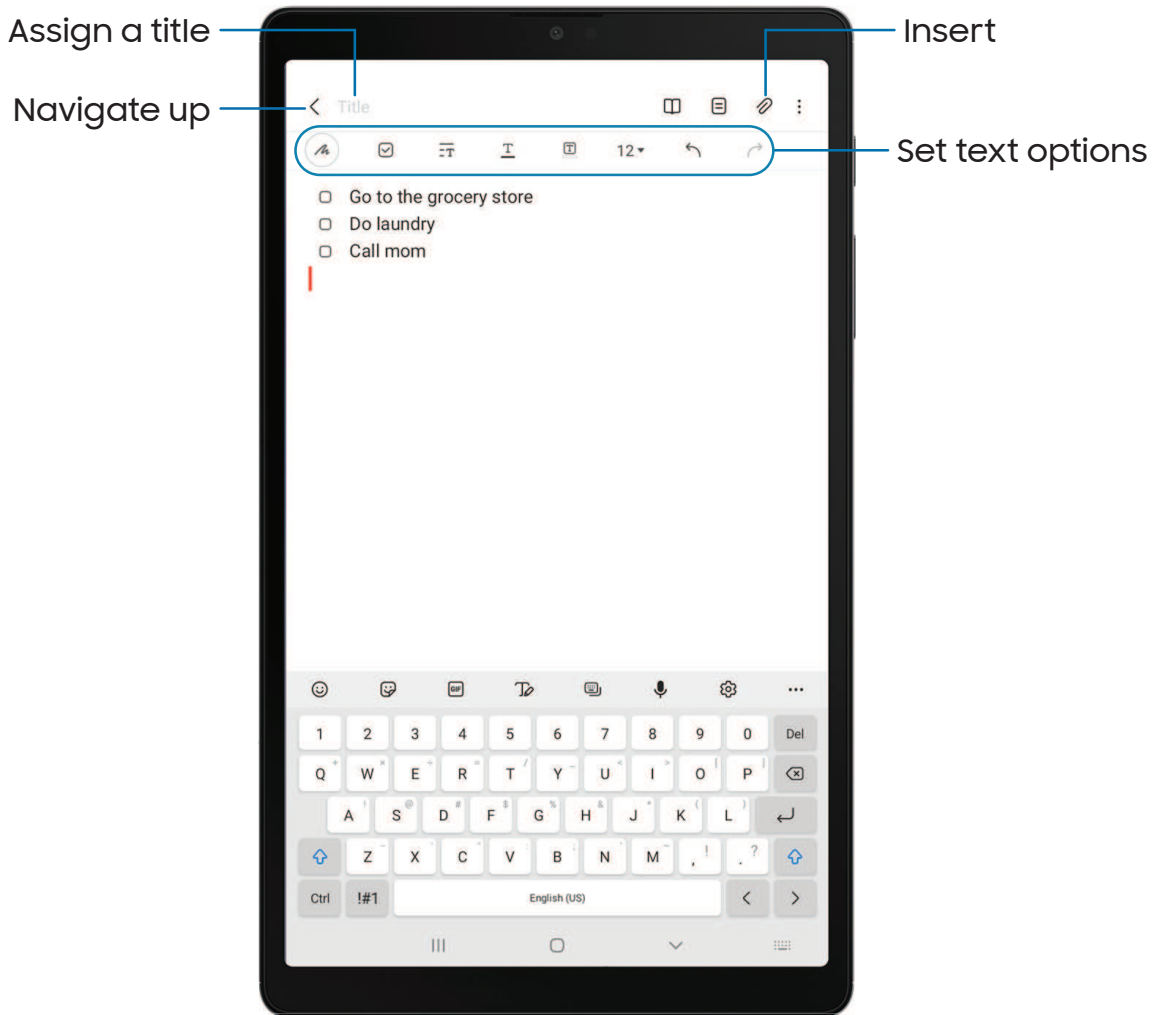 Assign a title
Insert
Navigate up
Title
Set text options
12
Go to the grocery store
Do laundry
Call mom
GIF
1 2 3 4 5 6 7 8 9 0 Del
Q W E R T Y U I O P
A S D F G H J K L
Z X C V B N M , ! . ?
Ctrl !#1 English (US) < >